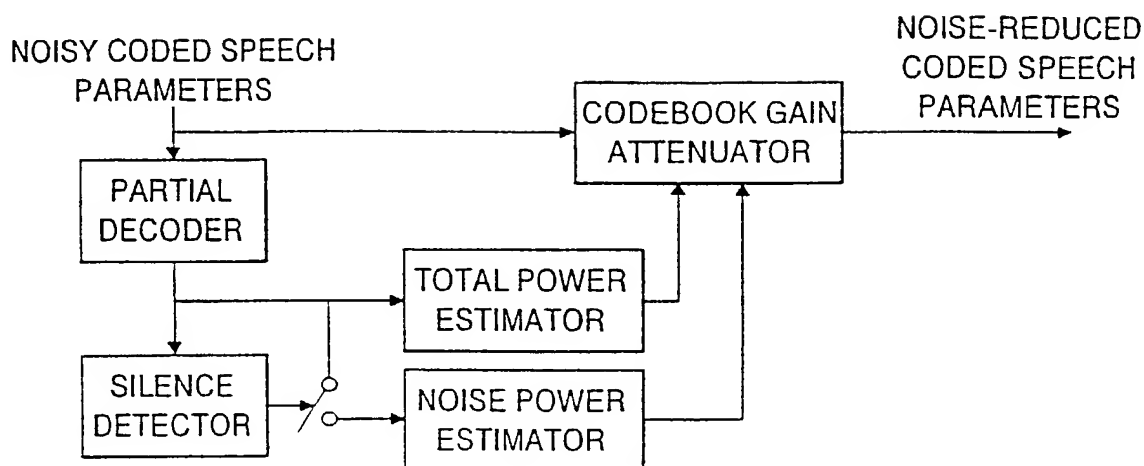 NOISY CODED SPEECH
PARAMETERS
NOISE-REDUCED
CODED SPEECH
PARAMETERS
CODEBOOK GAIN
ATTENUATOR
PARTIAL
DECODER
TOTAL POWER
ESTIMATOR
SILENCE
DETECTOR
NOISE POWER
ESTIMATOR